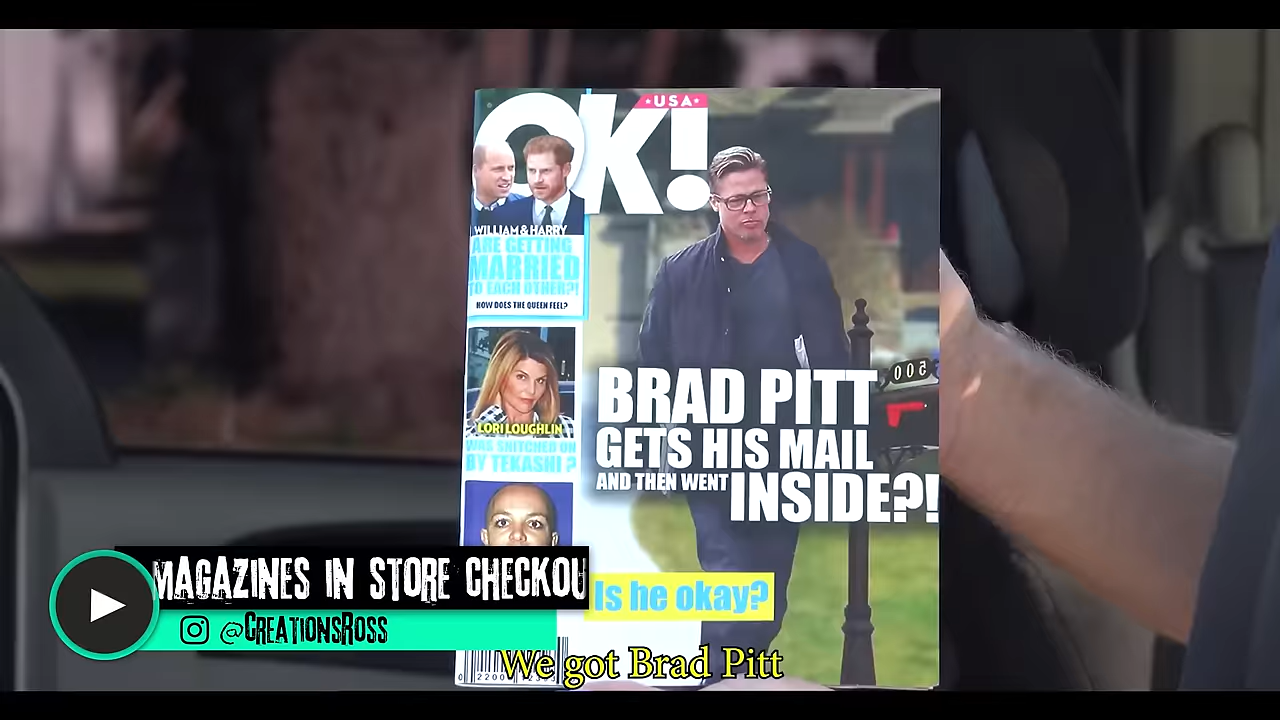 USA
OK!
WILLIAM & HARRY
ARE GETTING
MARRIED
TO EACH OTHER?!
HOW DOES THE QUEEN FEEL?
LORI LOUGHLIN
WAS SNITCHED ON
BY TEKASHI ?
500
BRAD PITT
GETS HIS MAIL
AND THEN WENT INSIDE?!
Is he okay?
MAGAZINES IN STORE CHECKOU
@CREATIONSROSS
We got Brad Pitt